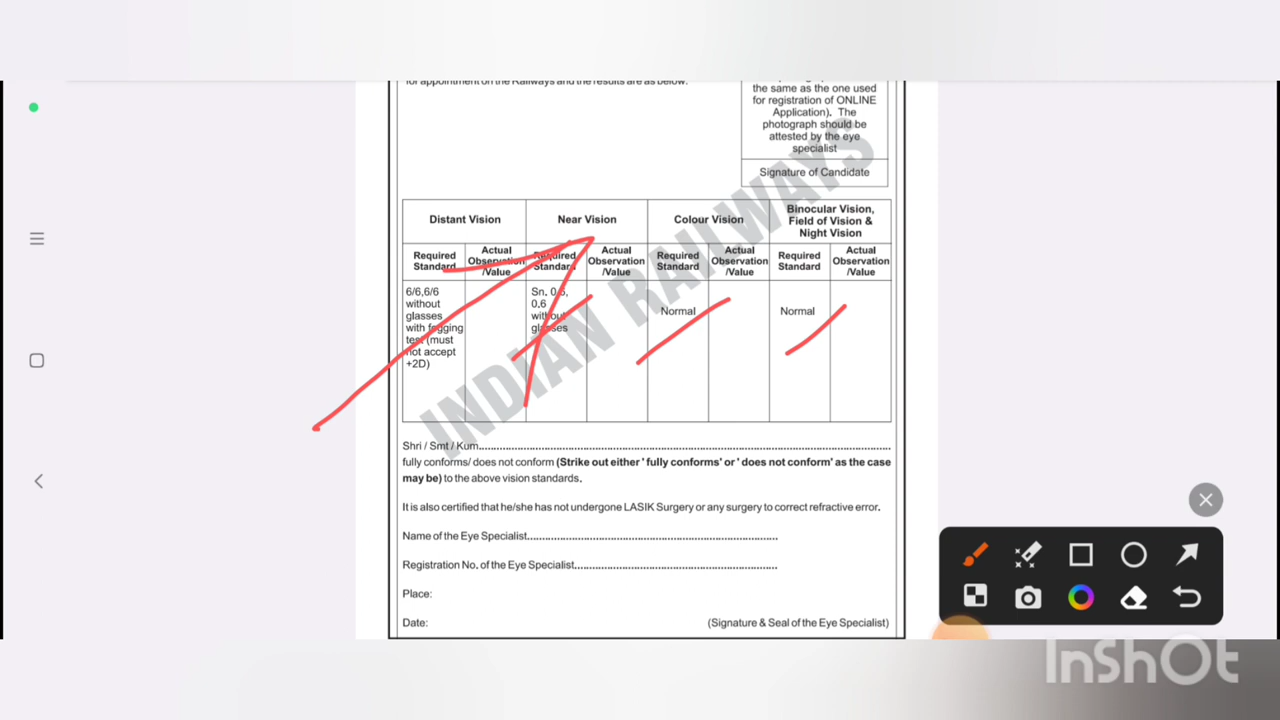 for appointment on the Railways and the results are as below:
the same as the one used
for registration of ONLINE
Application). The
photograph should be
attested by the eye
specialist
Signature of Candidate
Distant Vision
Near Vision
Colour Vision
Binocular Vision,
Field of Vision &
Night Vision
Required
Standard
Actual
Observation
/Value
Required
Standard
Actual
Observation
/Value
Required
Standard
Actual
Observation
/Value
Required
Standard
Actual
Observation
/Value
6/6,6/6
without
glasses
with fogging
test (must
not accept
+2D)
Sn. 0.6,
0.6
without
glasses
Normal
Normal
INDIAN RAILWAYS
Shri / Smt / Kum
fully conforms/ does not conform (Strike out either ' fully conforms' or ' does not conform' as the case
may be) to the above vision standards.
It is also certified that he/she has not undergone LASIK Surgery or any surgery to correct refractive error.
Name of the Eye Specialist
Registration No. of the Eye Specialist
Place:
Date:
(Signature & Seal of the Eye Specialist)
InShOt